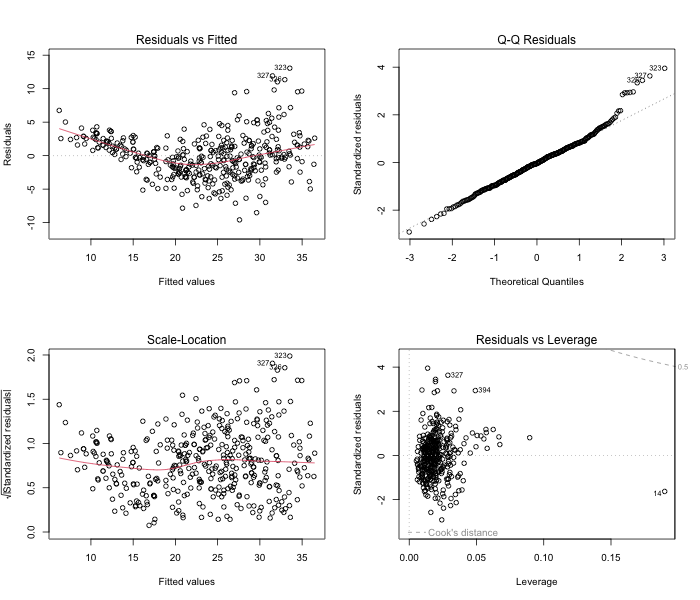 Residuals vs Fitted
Residuals
15
10
5
0
-5
-10
323
327
10 15 20 25 30 35
Fitted values
Q-Q Residuals
Standardized residuals
4
2
0
-2
323
327
-3 -2 -1 0 1 2 3
Theoretical Quantiles
Scale-Location
√|Standardized residuals|
2.0
1.5
1.0
0.5
0.0
323
327
10 15 20 25 30 35
Fitted values
Residuals vs Leverage
Standardized residuals
4
2
0
-2
327
394
14
0.5
Cook's distance
0.00 0.05 0.10 0.15
Leverage